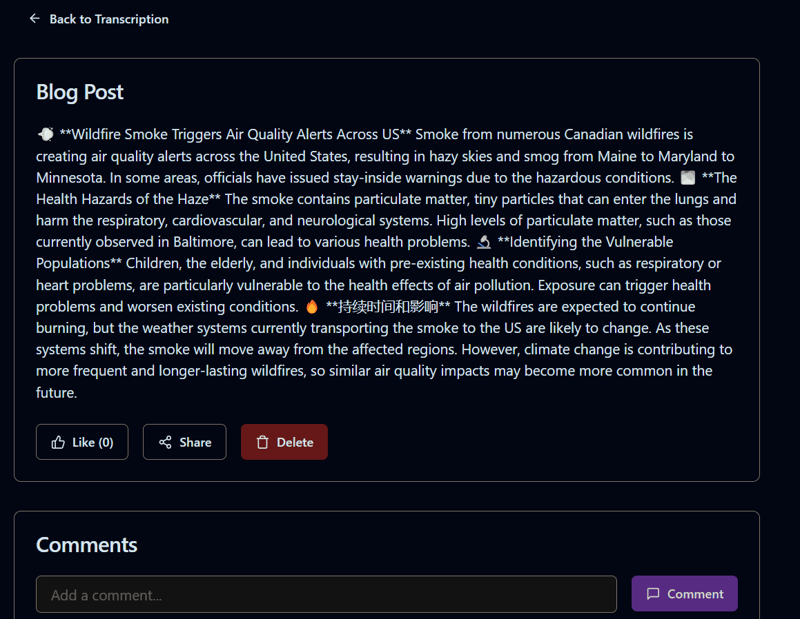 ← Back to Transcription
Blog Post
💨 **Wildfire Smoke Triggers Air Quality Alerts Across US** Smoke from numerous Canadian wildfires is
creating air quality alerts across the United States, resulting in hazy skies and smog from Maine to Maryland to
Minnesota. In some areas, officials have issued stay-inside warnings due to the hazardous conditions. 🌫️ **The
Health Hazards of the Haze** The smoke contains particulate matter, tiny particles that can enter the lungs and
harm the respiratory, cardiovascular, and neurological systems. High levels of particulate matter, such as those
currently observed in Baltimore, can lead to various health problems. 🔬 **Identifying the Vulnerable
Populations** Children, the elderly, and individuals with pre-existing health conditions, such as respiratory or
heart problems, are particularly vulnerable to the health effects of air pollution. Exposure can trigger health
problems and worsen existing conditions. 🔥 **持续时间和影响** The wildfires are expected to continue
burning, but the weather systems currently transporting the smoke to the US are likely to change. As these
systems shift, the smoke will move away from the affected regions. However, climate change is contributing to
more frequent and longer-lasting wildfires, so similar air quality impacts may become more common in the
future.
Like (0) Share Delete
Comments
Add a comment... Comment